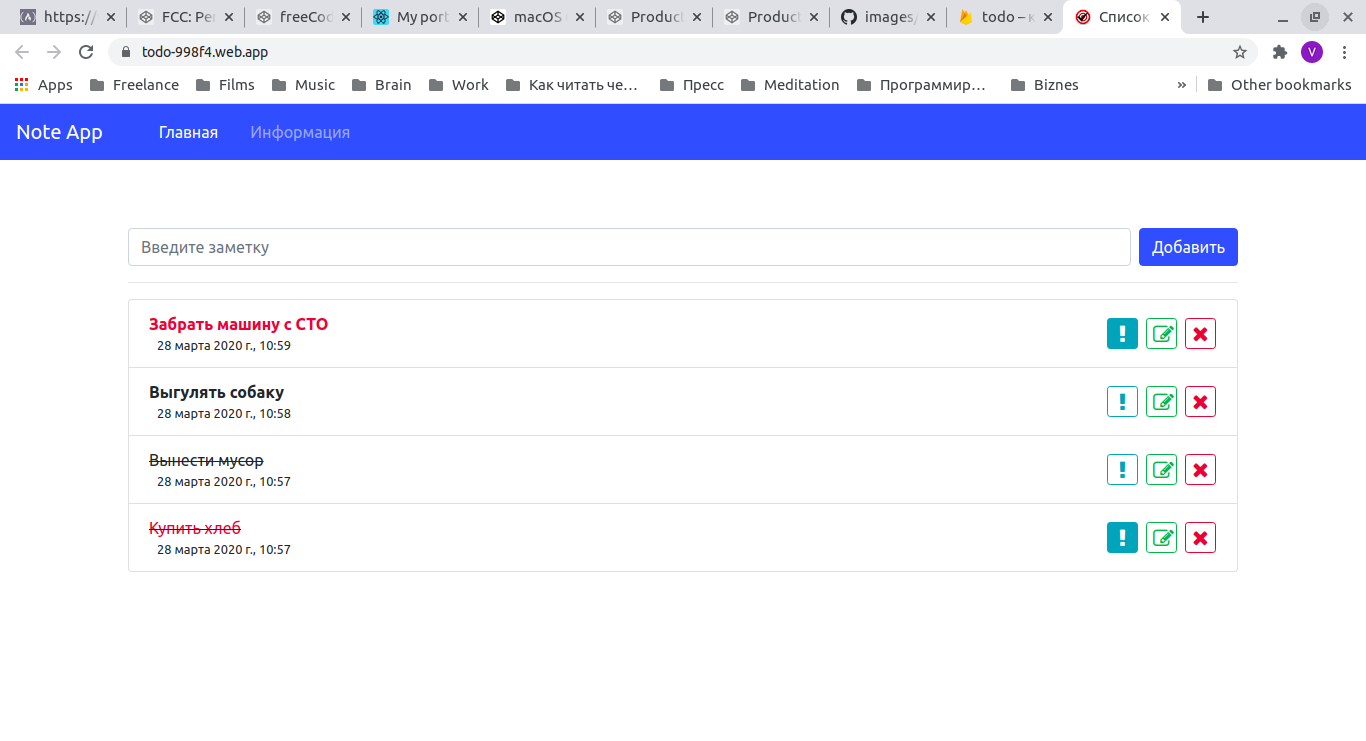 https:// FCC: Per freeCod My port macOS Product Product images/ todo – к Список
todo-998f4.web.app V
Apps Freelance Films Music Brain Work Как читать че... Пресс Meditation Программир... Biznes » Other bookmarks
Note App Главная Информация
Введите заметку Добавить
Забрать машину с СТО
28 марта 2020 г., 10:59
Выгулять собаку
28 марта 2020 г., 10:58
Вынести мусор
28 марта 2020 г., 10:57
Купить хлеб
28 марта 2020 г., 10:57